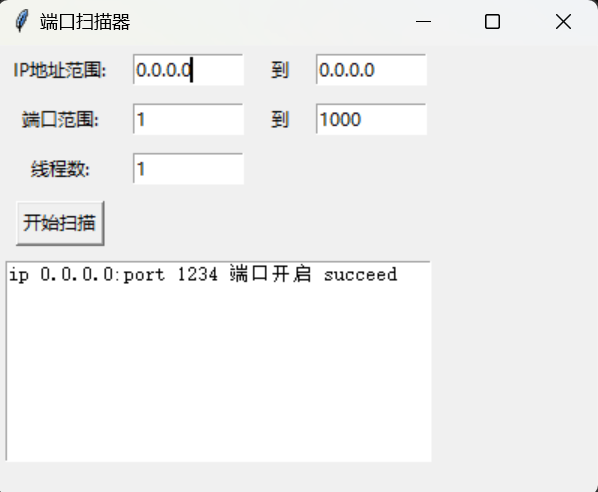 端口扫描器
IP地址范围: 0.0.0.0 到 0.0.0.0
端口范围: 1 到 1000
线程数: 1
开始扫描
ip 0.0.0.0:port 1234 端口开启 succeed